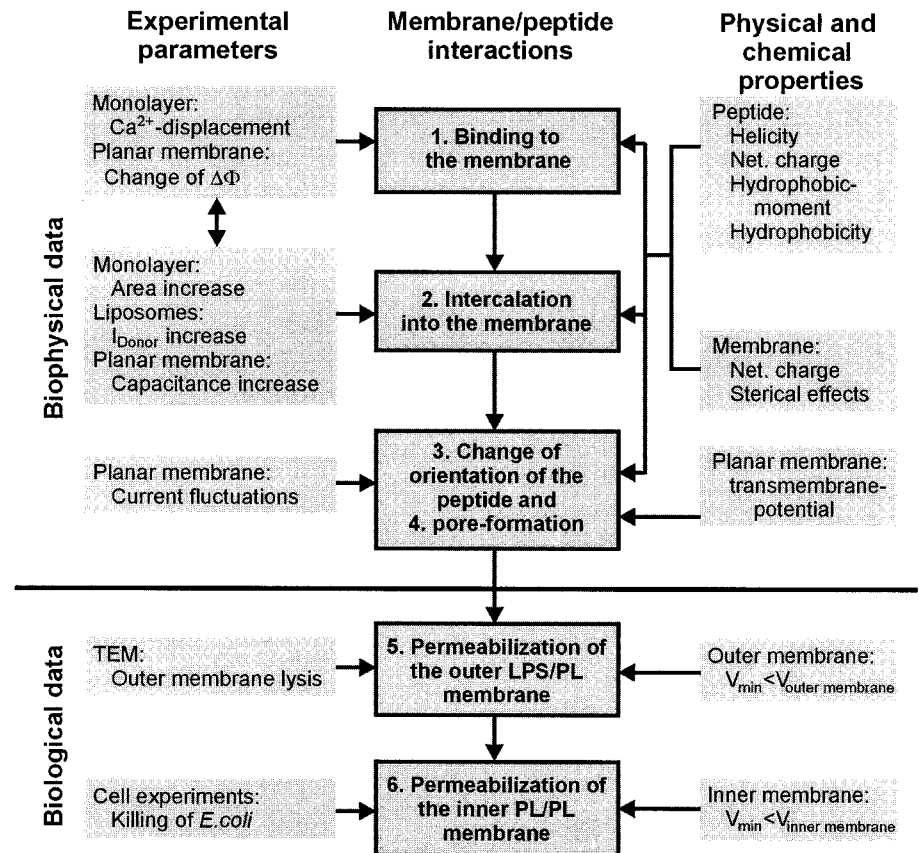 Experimental
parameters
Membrane/peptide
interactions
Physical and
chemical
properties
Biophysical data
Monolayer:
Ca²⁺-displacement
Planar membrane:
Change of ΔΦ
1. Binding to
the membrane
Peptide:
Helicity
Net. charge
Hydrophobic-
moment
Hydrophobicity
Monolayer:
Area increase
Liposomes:
I_Donor increase
Planar membrane:
Capacitance increase
2. Intercalation
into the membrane
Membrane:
Net. charge
Sterical effects
Planar membrane:
Current fluctuations
3. Change of
orientation of the
peptide and
4. pore-formation
Planar membrane:
transmembrane-
potential
Biological data
TEM:
Outer membrane lysis
5. Permeabilization of
the outer LPS/PL
membrane
Outer membrane:
V_min<V_outer membrane
Cell experiments:
Killing of E.coli
6. Permeabilization of
the inner PL/PL
membrane
Inner membrane:
V_min<V_inner membrane